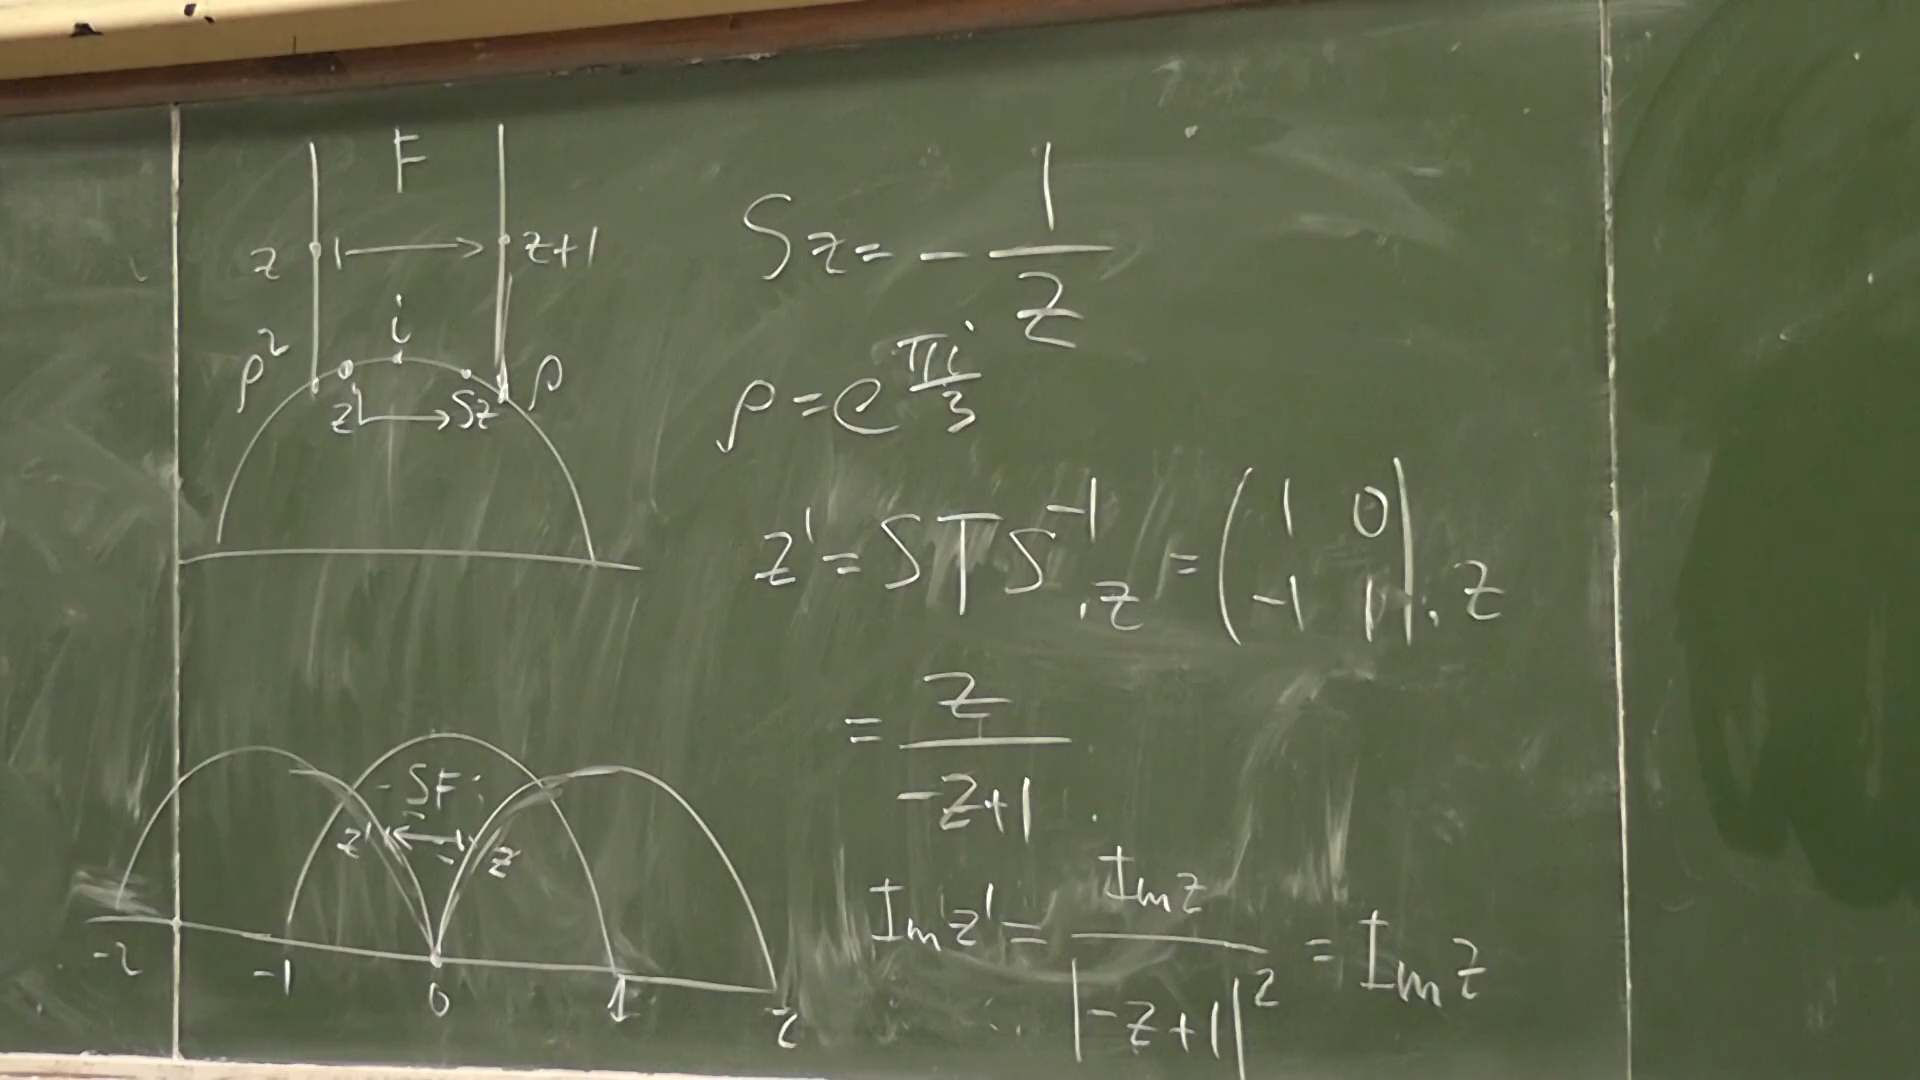 F
z ↦ z+1
i
ρ² ρ
z ↦ Sz
Sz = - 1/z
ρ = e^{πi/3}
z' = STS^{-1}.z = (1 0 -1 1).z
= z/(-z+1).
SF
z' z
-2 -1 0 1 2
Im z' = Im z/|-z+1|² = Im z